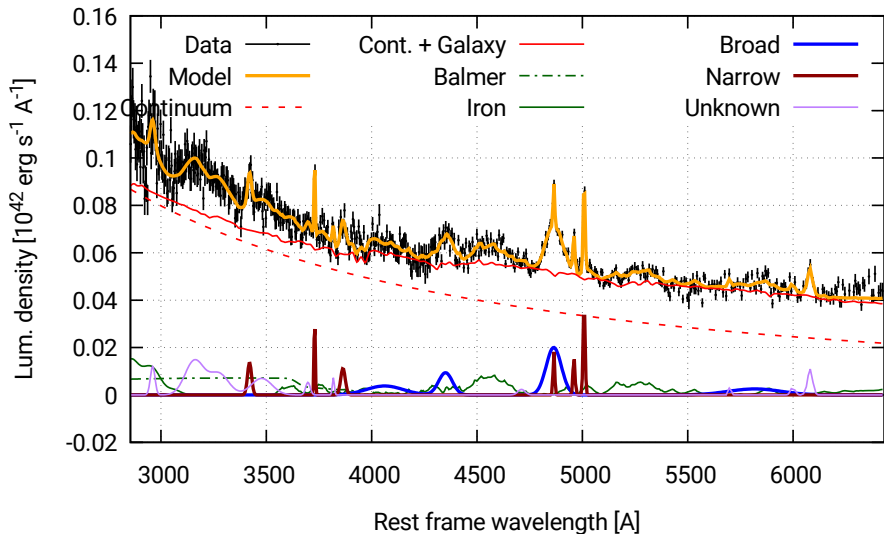 0.16
0.14
0.12
0.1
0.08
0.06
0.04
0.02
0
-0.02
Lum. density [10⁴² erg s⁻¹ A⁻¹]
Data Cont. + Galaxy Broad
Model Balmer Narrow
Continuum Iron Unknown
3000 3500 4000 4500 5000 5500 6000
Rest frame wavelength [A]